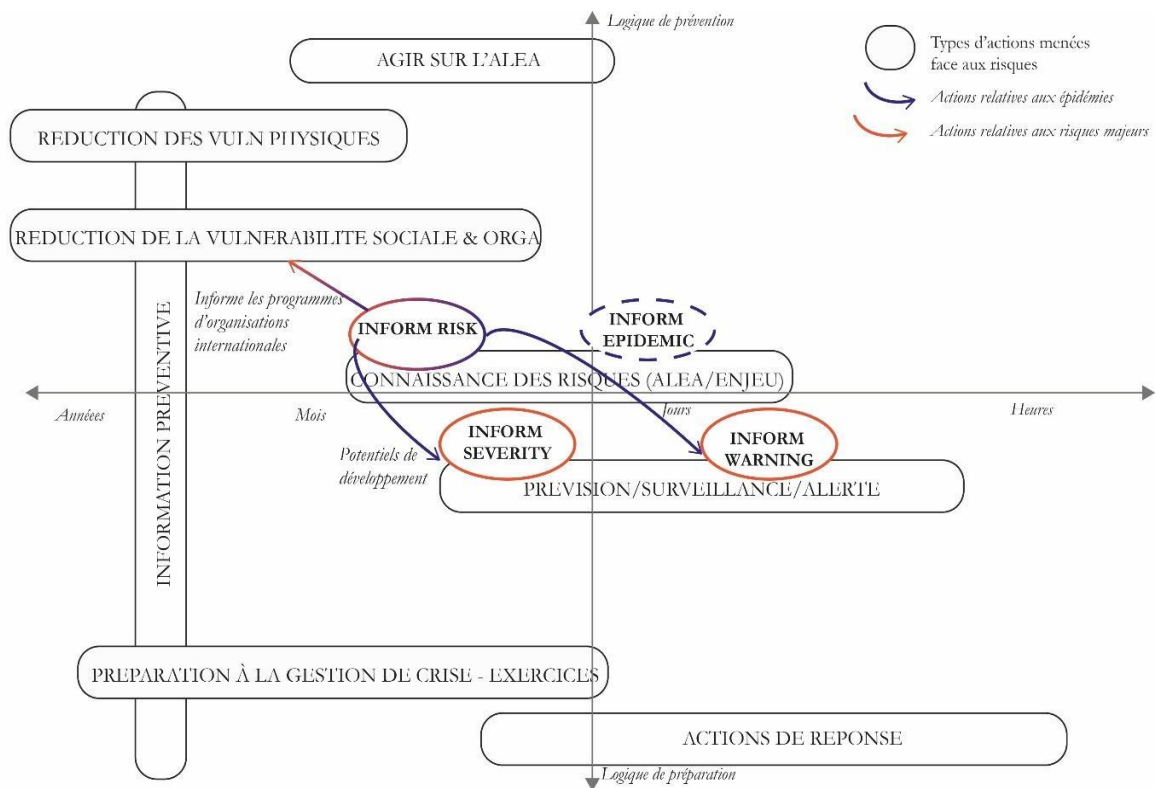 Logique de prévention
AGIR SUR L'ALEA
Types d'actions menées
face aux risques
Actions relatives aux épidémies
Actions relatives aux risques majeurs
REDUCTION DES VULN PHYSIQUES
REDUCTION DE LA VULNERABILITE SOCIALE & ORGA
Informe les programmes
d'organisations
internationales
INFORM RISK
INFORM
EPIDEMIC
CONNAISSANCE DES RISQUES (ALEA/ENJEU)
Annéees
Mois
Jours
Heures
INFORMATION PREVENTIVE
INFORM
SEVERITY
INFORM
WARNING
Potentiels de
développement
PREVISION/SURVEILLANCE/ALERTE
PREPARATION À LA GESTION DE CRISE - EXERCICES
ACTIONS DE REPONSE
Logique de préparation